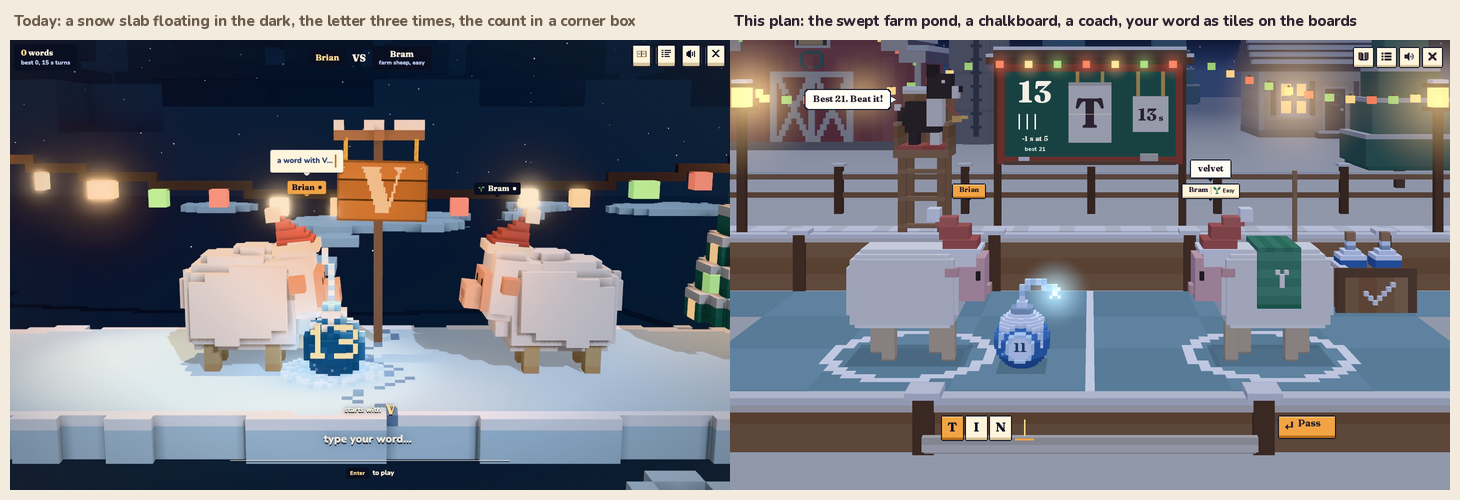 Today: a snow slab floating in the dark, the letter three times, the count in a corner box
0 words
best 0, 15 s turns
Brian VS Bram
farm sheep, easy
a word with V...
Brian
Bram
V
13
starts with V
type your word...
Enter to play
This plan: the swept farm pond, a chalkboard, a coach, your word as tiles on the boards
Best 21. Beat it!
13
T
13 s
-1 s at 5
best 21
velvet
Brian
Bram Easy
Y
11
T I N
Pass